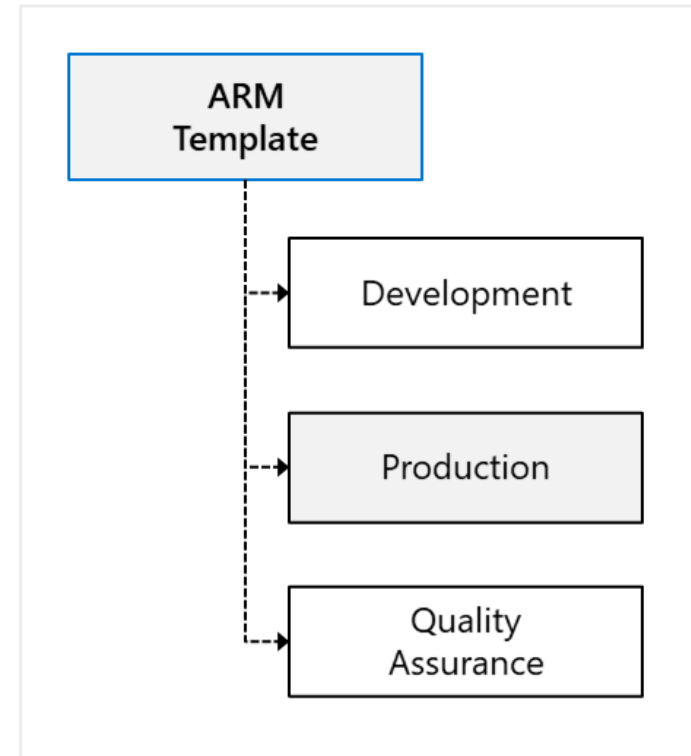 ARM
Template
Development
Production
Quality
Assurance